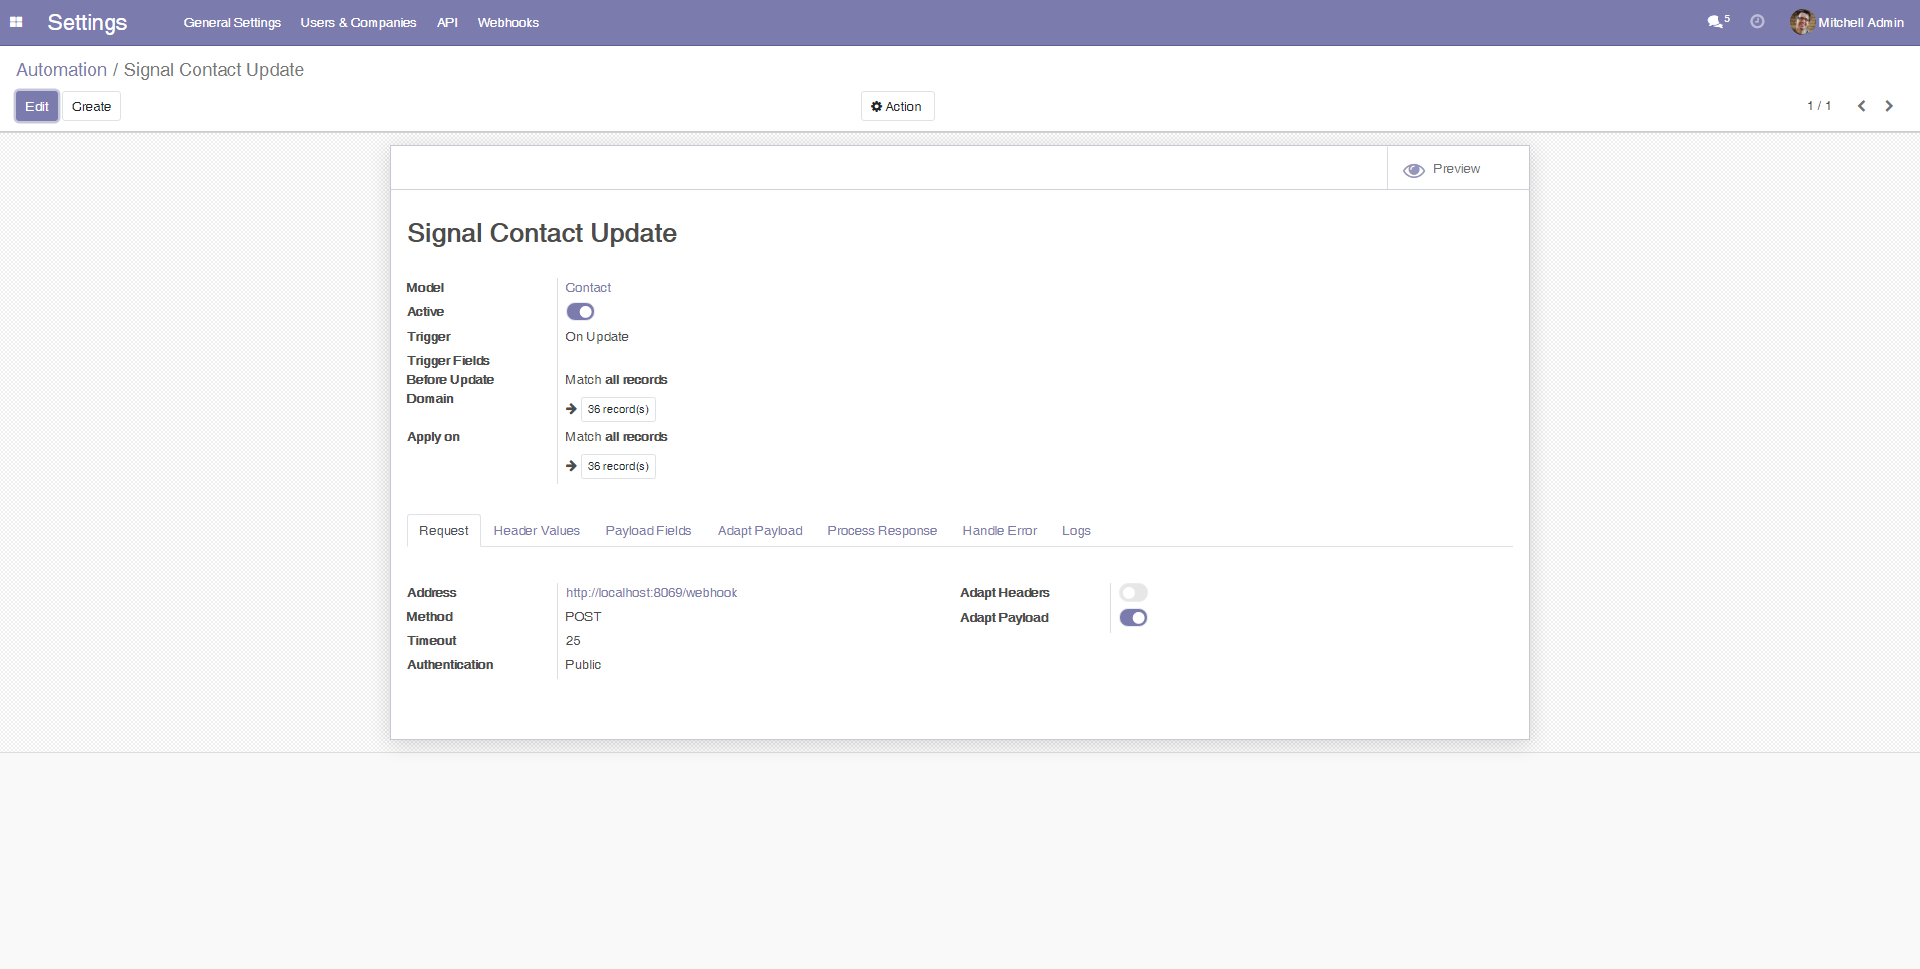 Settings General Settings Users & Companies API Webhooks 5 Mitchell Admin
Automation / Signal Contact Update
Edit Create Action 1 / 1
Preview
Signal Contact Update
Model Contact
Active
Trigger On Update
Trigger Fields
Before Update Domain Match all records
36 record(s)
Apply on Match all records
36 record(s)
Request Header Values Payload Fields Adapt Payload Process Response Handle Error Logs
Address http://localhost:8069/webhook Adapt Headers
Method POST Adapt Payload
Timeout 25
Authentication Public